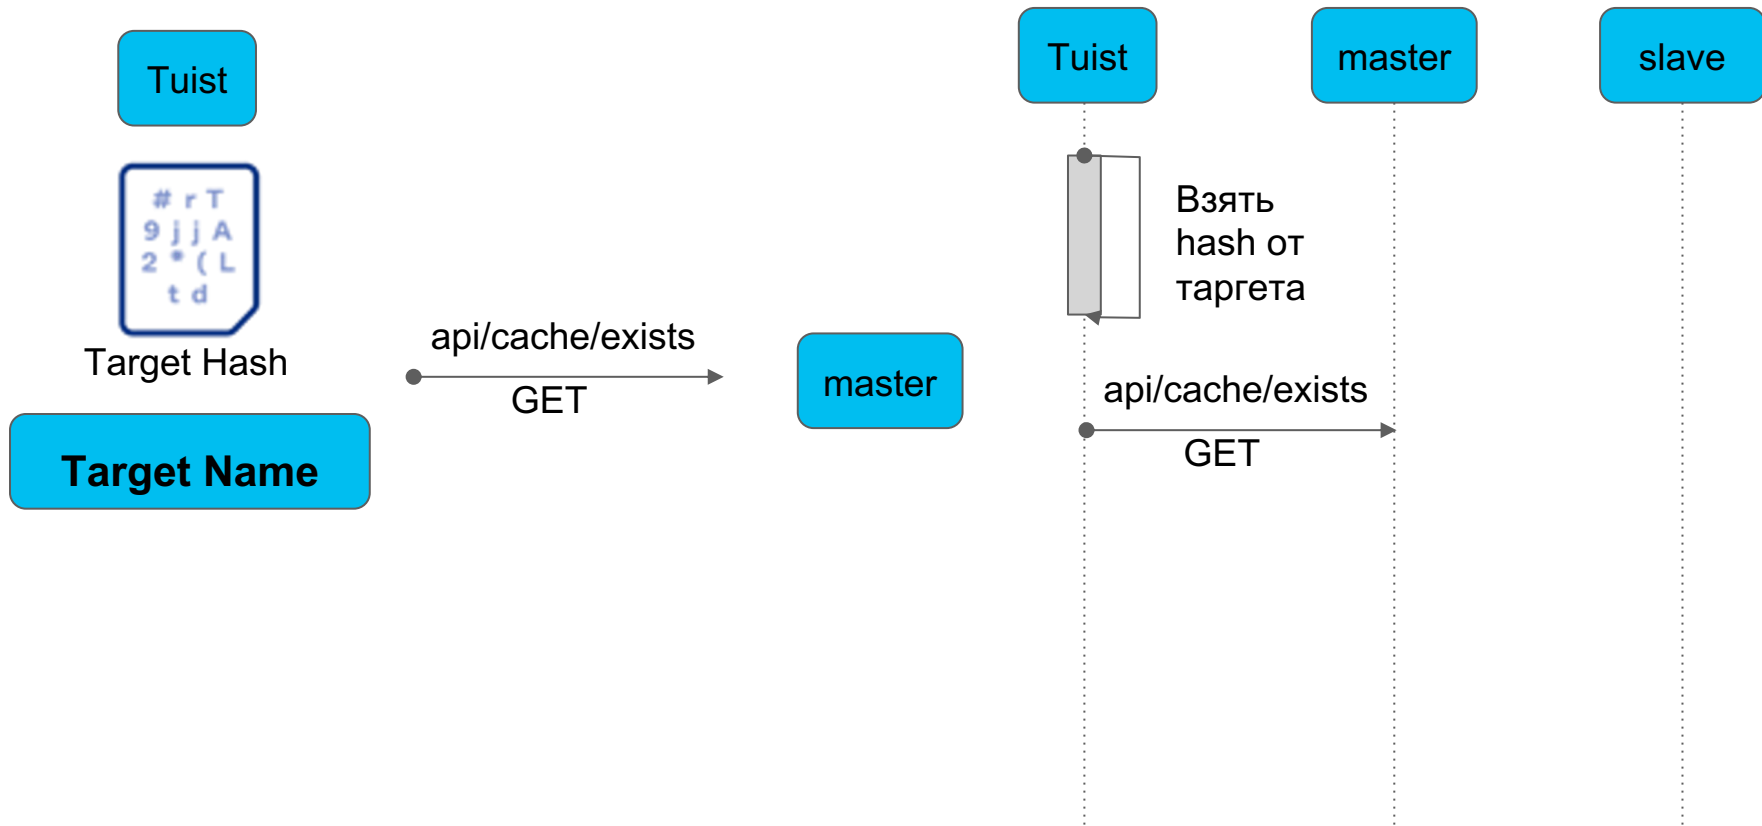 Tuist
# r T
9 j j A
2 * ( L
t d
Target Hash
Target Name
api/cache/exists
GET
master
Tuist
master
slave
Взять
hash от
таргета
api/cache/exists
GET